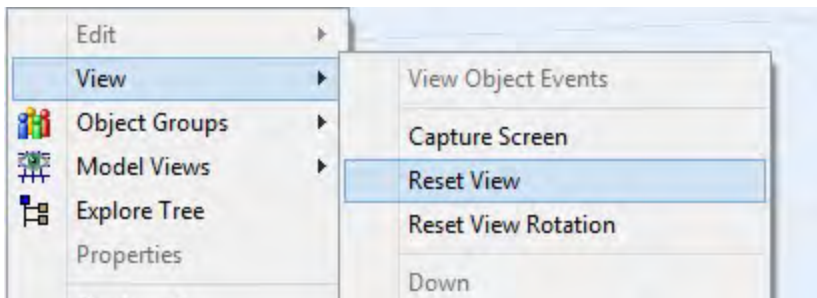 Edit
View
Object Groups
Model Views
Explore Tree
Properties
View Object Events
Capture Screen
Reset View
Reset View Rotation
Down